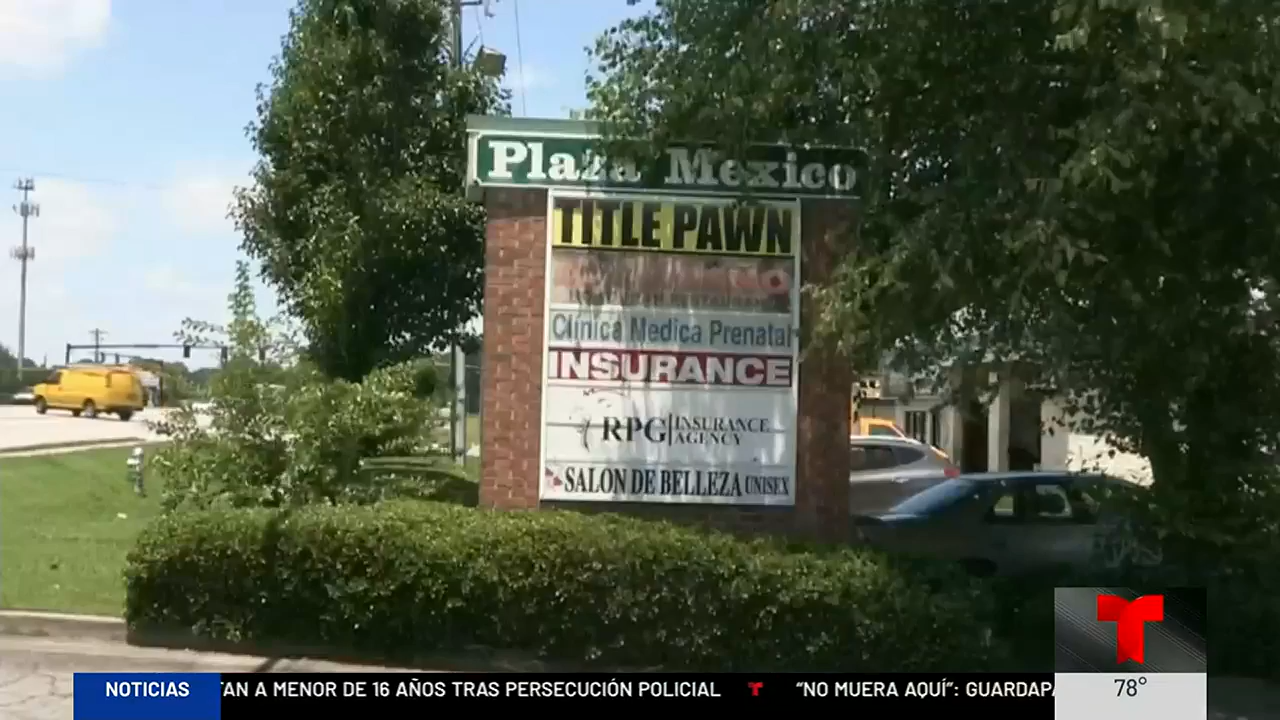 Plaza Mexico
TITLE PAWN
Clinica Medica Prenatal
INSURANCE
RPG INSURANCE
AGENCY
SALON DE BELLEZA UNISEX
NOTICIAS
TAN A MENOR DE 16 AÑOS TRAS PERSECUCIÓN POLICIAL
“NO MUERA AQUÍ”: GUARDAPA
78°